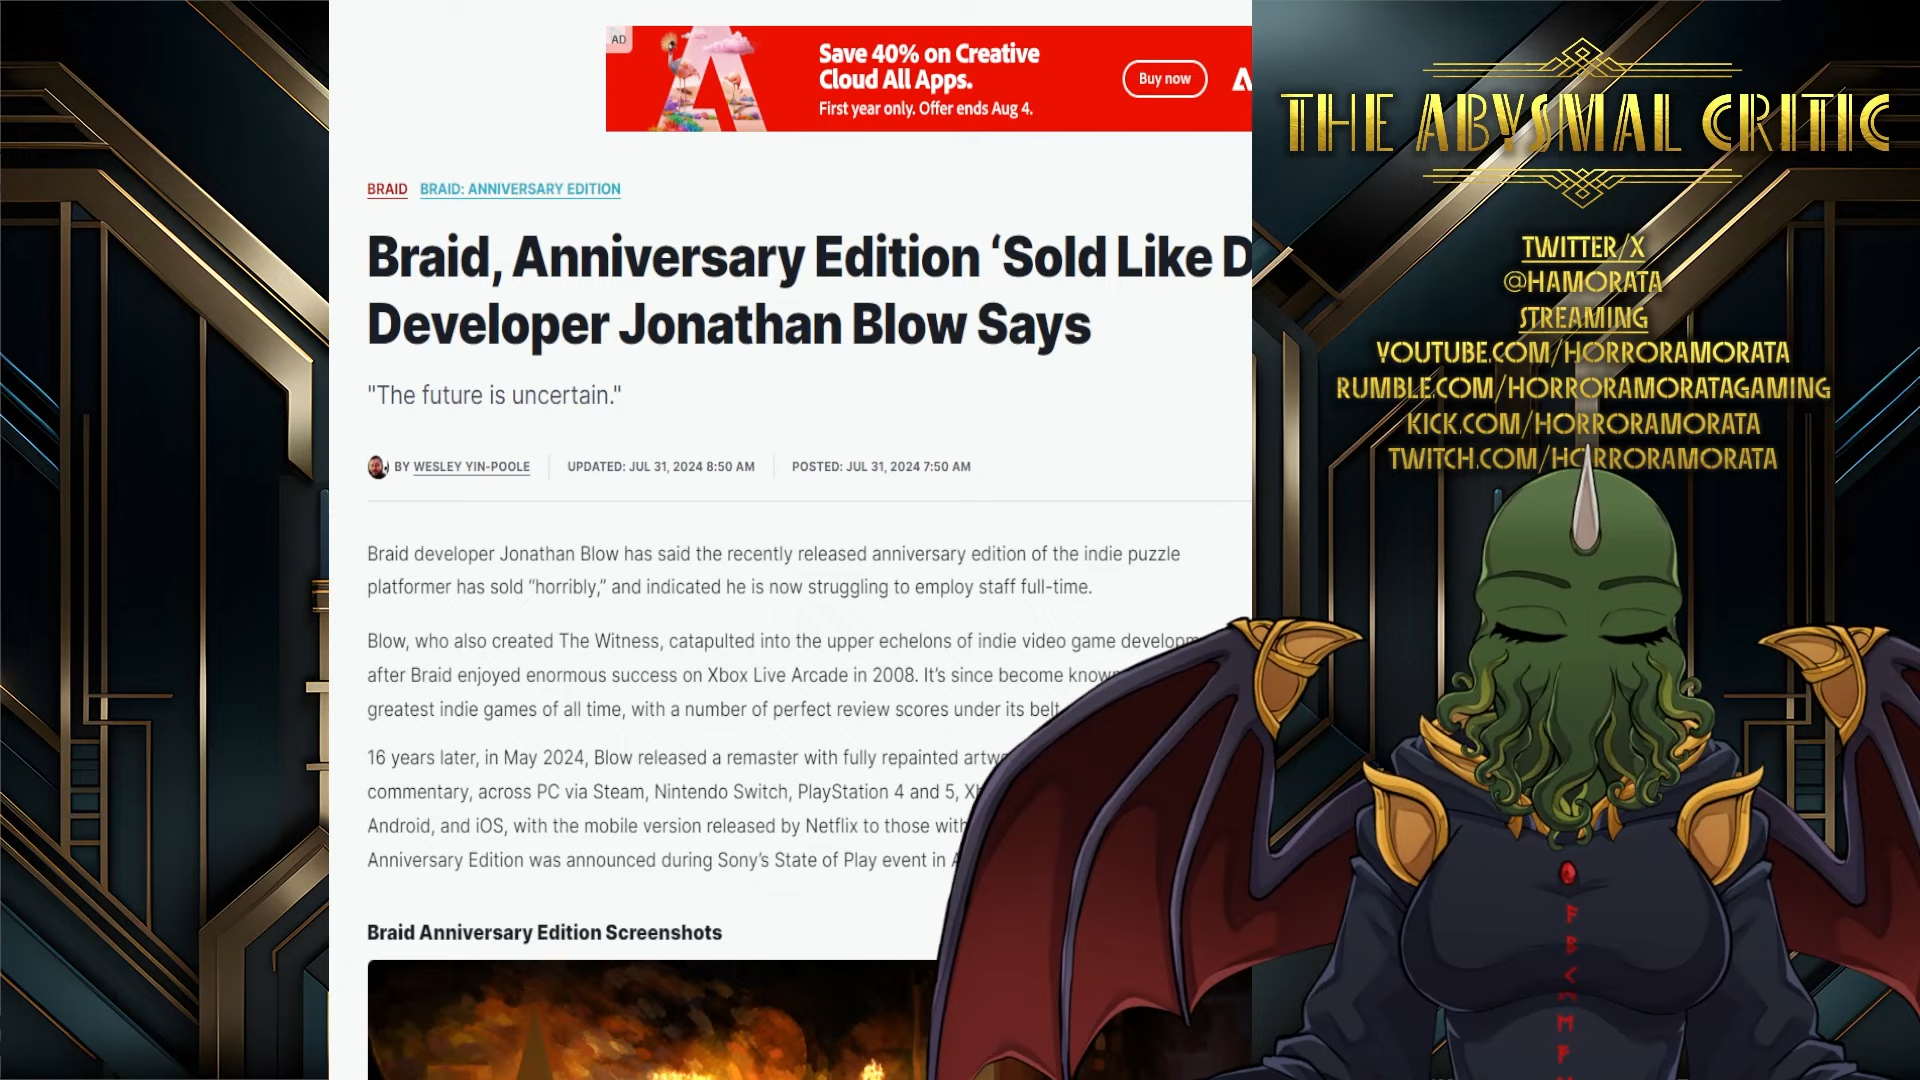 AD
Save 40% on Creative
Cloud All Apps.
First year only. Offer ends Aug 4.
Buy now
BRAID BRAID: ANNIVERSARY EDITION
Braid, Anniversary Edition ‘Sold Like
Developer Jonathan Blow Says
"The future is uncertain."
BY WESLEY YIN-POOLE UPDATED: JUL 31, 2024 8:50 AM POSTED: JUL 31, 2024 7:50 AM
Braid developer Jonathan Blow has said the recently released anniversary edition of the indie puzzle
platformer has sold “horribly,” and indicated he is now struggling to employ staff full-time.
Blow, who also created The Witness, catapulted into the upper echelons of indie video game
after Braid enjoyed enormous success on Xbox Live Arcade in 2008. It’s since become
greatest indie games of all time, with a number of perfect review scores under its belt
16 years later, in May 2024, Blow released a remaster with fully repainted
commentary, across PC via Steam, Nintendo Switch, PlayStation 4 and 5,
Android, and iOS, with the mobile version released by Netflix to those with
Anniversary Edition was announced during Sony’s State of Play event in
Braid Anniversary Edition Screenshots
THE ABYSMAL CRITIC
TWITTER/X
@HAMORATA
STREAMING
YOUTUBE.COM/HORRORAMORATA
RUMBLE.COM/HORRORAMORATAGAMING
KICK.COM/HORRORAMORATA
TWITCH.COM/HORRORAMORATA